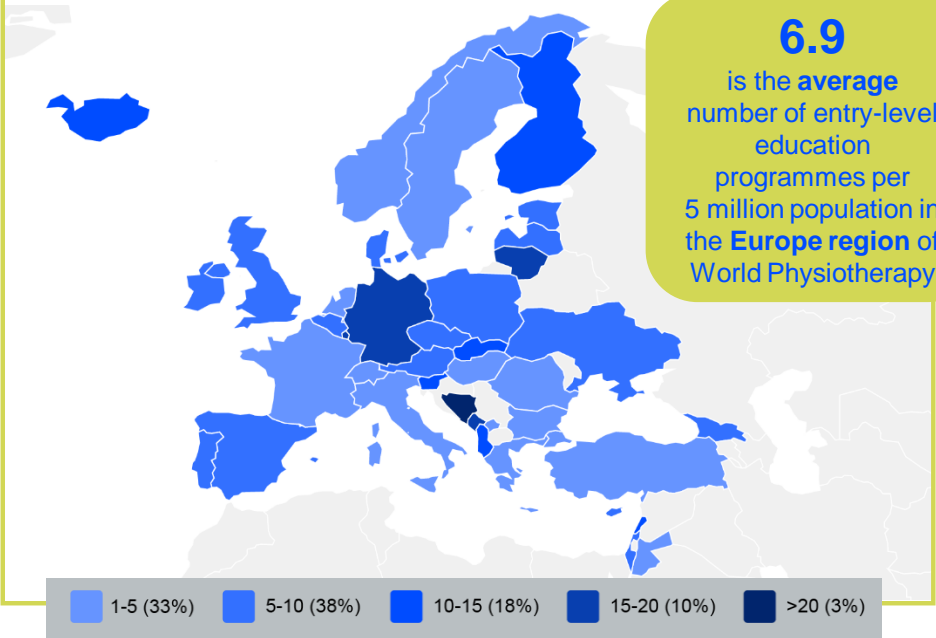 6.9
is the average
number of entry-level
education
programmes per
5 million population in
the Europe region of
World Physiotherapy
1-5 (33%) 5-10 (38%) 10-15 (18%) 15-20 (10%) >20 (3%)